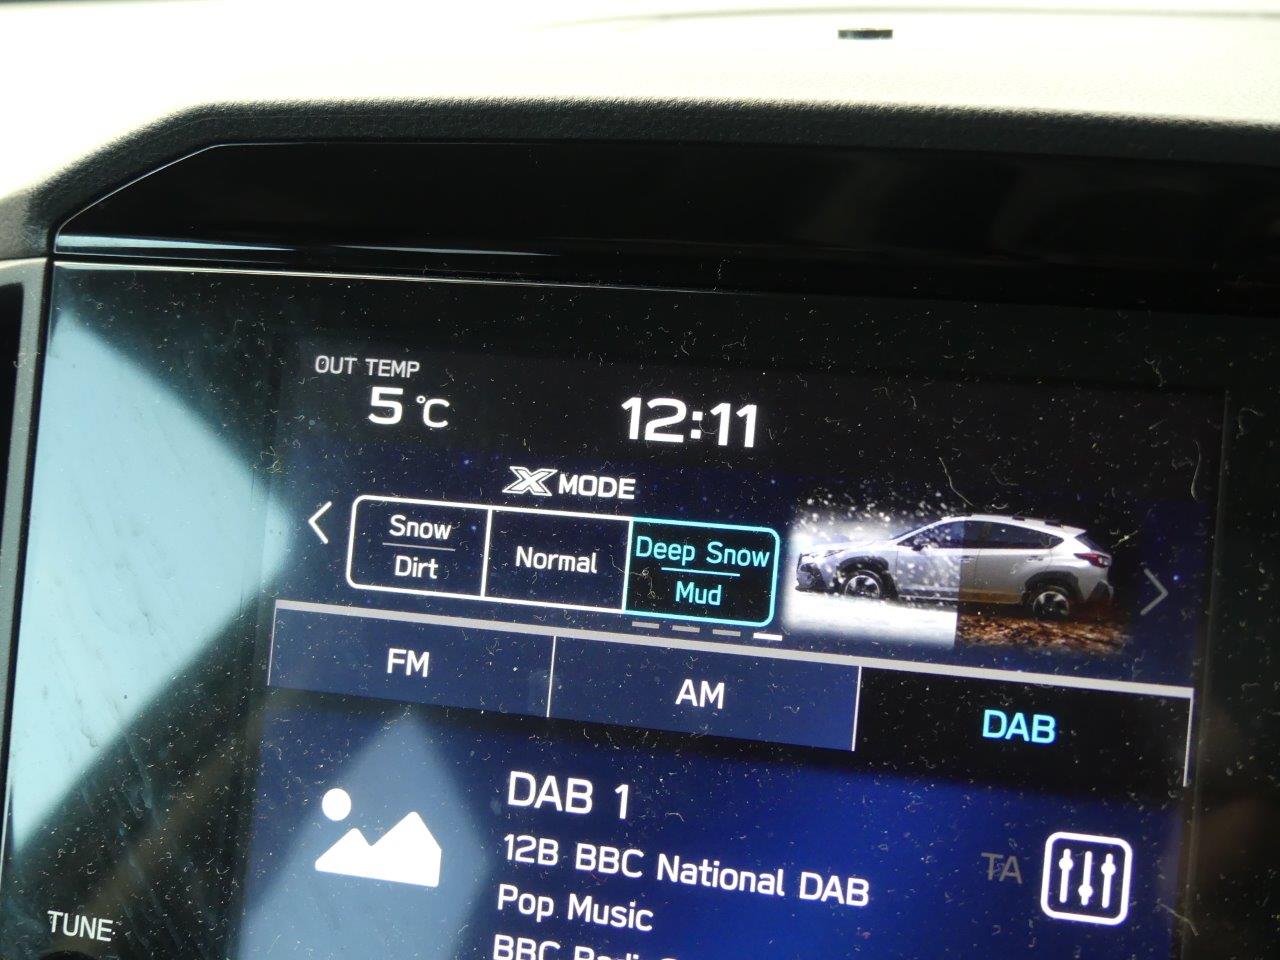 OUT TEMP
5 °C
12:11
X MODE
Snow
Dirt
Normal
Deep Snow
Mud
FM
AM
DAB
DAB 1
12B BBC National DAB
TA
Pop Music
BBC
TUNE